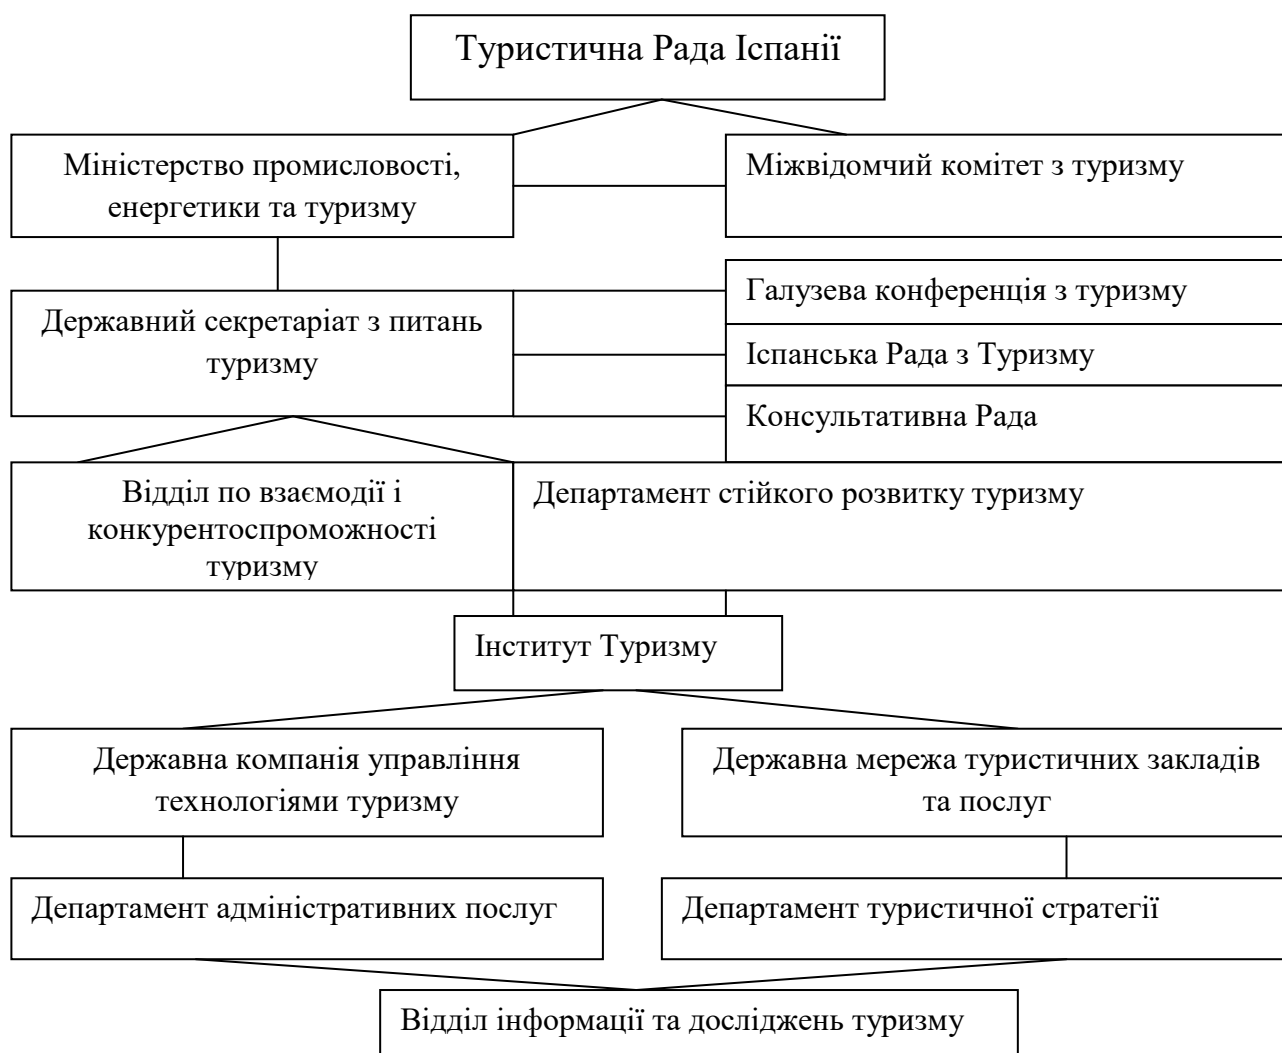 Туристична Рада Іспанії
Міністерство промисловості,
енергетики та туризму
Міжвідомчий комітет з туризму
Державний секретаріат з питань
туризму
Галузева конференція з туризму
Іспанська Рада з Туризму
Консультативна Рада
Відділ по взаємодії і
конкурентоспроможності
туризму
Департамент стійкого розвитку туризму
Інститут Туризму
Державна компанія управління
технологіями туризму
Державна мережа туристичних закладів
та послуг
Департамент адміністративних послуг
Департамент туристичної стратегії
Відділ інформації та досліджень туризму